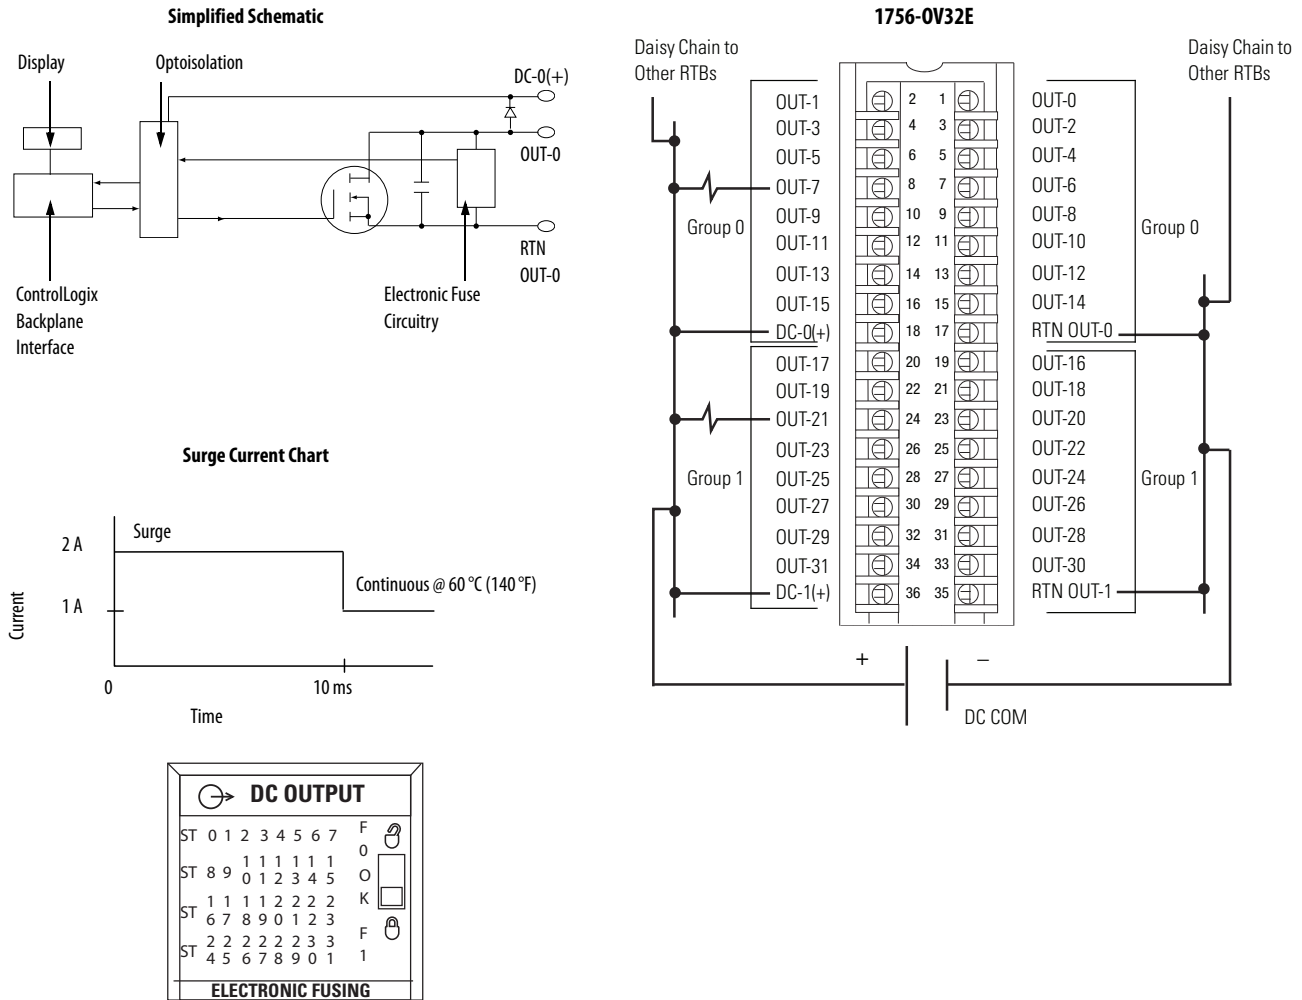 Simplified Schematic
Display
Optoisolation
DC-0(+)
OUT-0
RTN
OUT-0
ControlLogix
Backplane
Interface
Electronic Fuse
Circuitry
Surge Current Chart
2 A
Surge
Continuous @ 60 °C (140 °F)
1 A
Current
0
10 ms
Time
DC OUTPUT
ST 0 1 2 3 4 5 6 7
F
0
ST 8 9 10 11 12 13 14 15
O
K
ST 16 17 18 19 20 21 22 23
F
1
ST 24 25 26 27 28 29 30 31
ELECTRONIC FUSING
1756-OV32E
Daisy Chain to
Other RTBs
Daisy Chain to
Other RTBs
OUT-1 2 1 OUT-0
OUT-3 4 3 OUT-2
OUT-5 6 5 OUT-4
OUT-7 8 7 OUT-6
OUT-9 10 9 OUT-8
Group 0
Group 0
OUT-11 12 11 OUT-10
OUT-13 14 13 OUT-12
OUT-15 16 15 OUT-14
DC-0(+) 18 17 RTN OUT-0
OUT-17 20 19 OUT-16
OUT-19 22 21 OUT-18
OUT-21 24 23 OUT-20
OUT-23 26 25 OUT-22
Group 1
OUT-25 28 27 OUT-24
Group 1
OUT-27 30 29 OUT-26
OUT-29 32 31 OUT-28
OUT-31 34 33 OUT-30
DC-1(+) 36 35 RTN OUT-1
+ –
DC COM